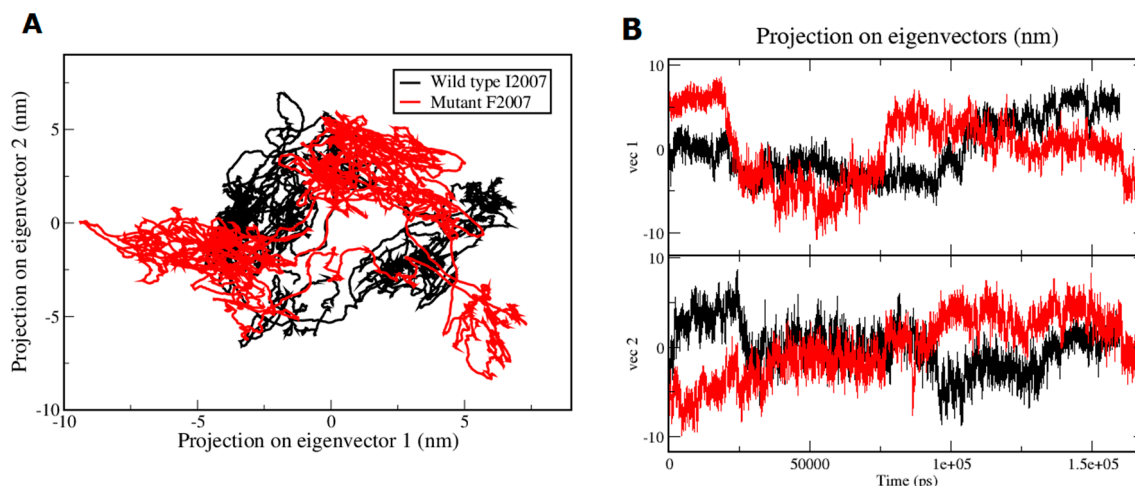 A
Projection on eigenvector 2 (nm)
5
0
-5
-10
-10
-5
0
5
Projection on eigenvector 1 (nm)
Wild type I2007
Mutant F2007
B
Projection on eigenvectors (nm)
10
0
-10
vec 1
10
0
-10
vec 2
0
50000
1e+05
1.5e+05
Time (ps)